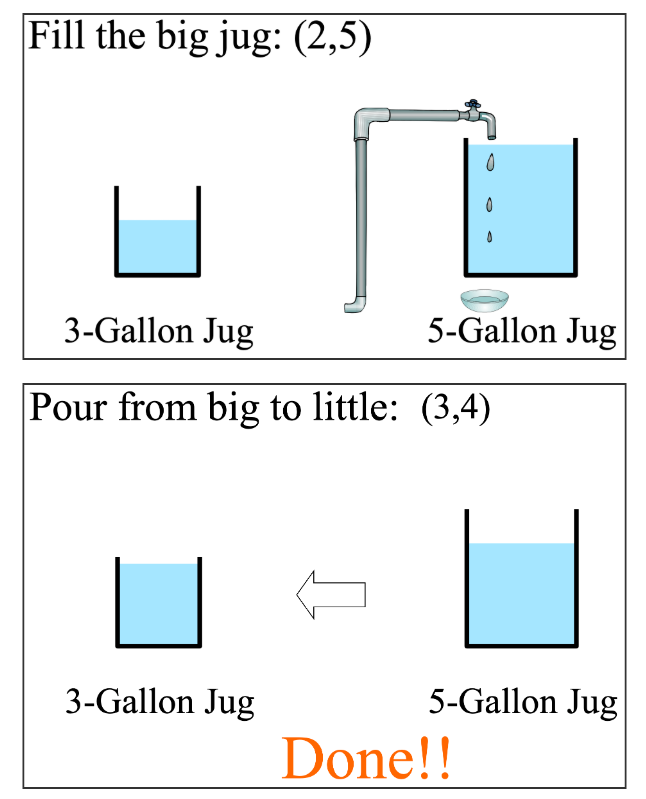 Fill the big jug: (2,5)
3-Gallon Jug 5-Gallon Jug
Pour from big to little: (3,4)
3-Gallon Jug 5-Gallon Jug
Done!!